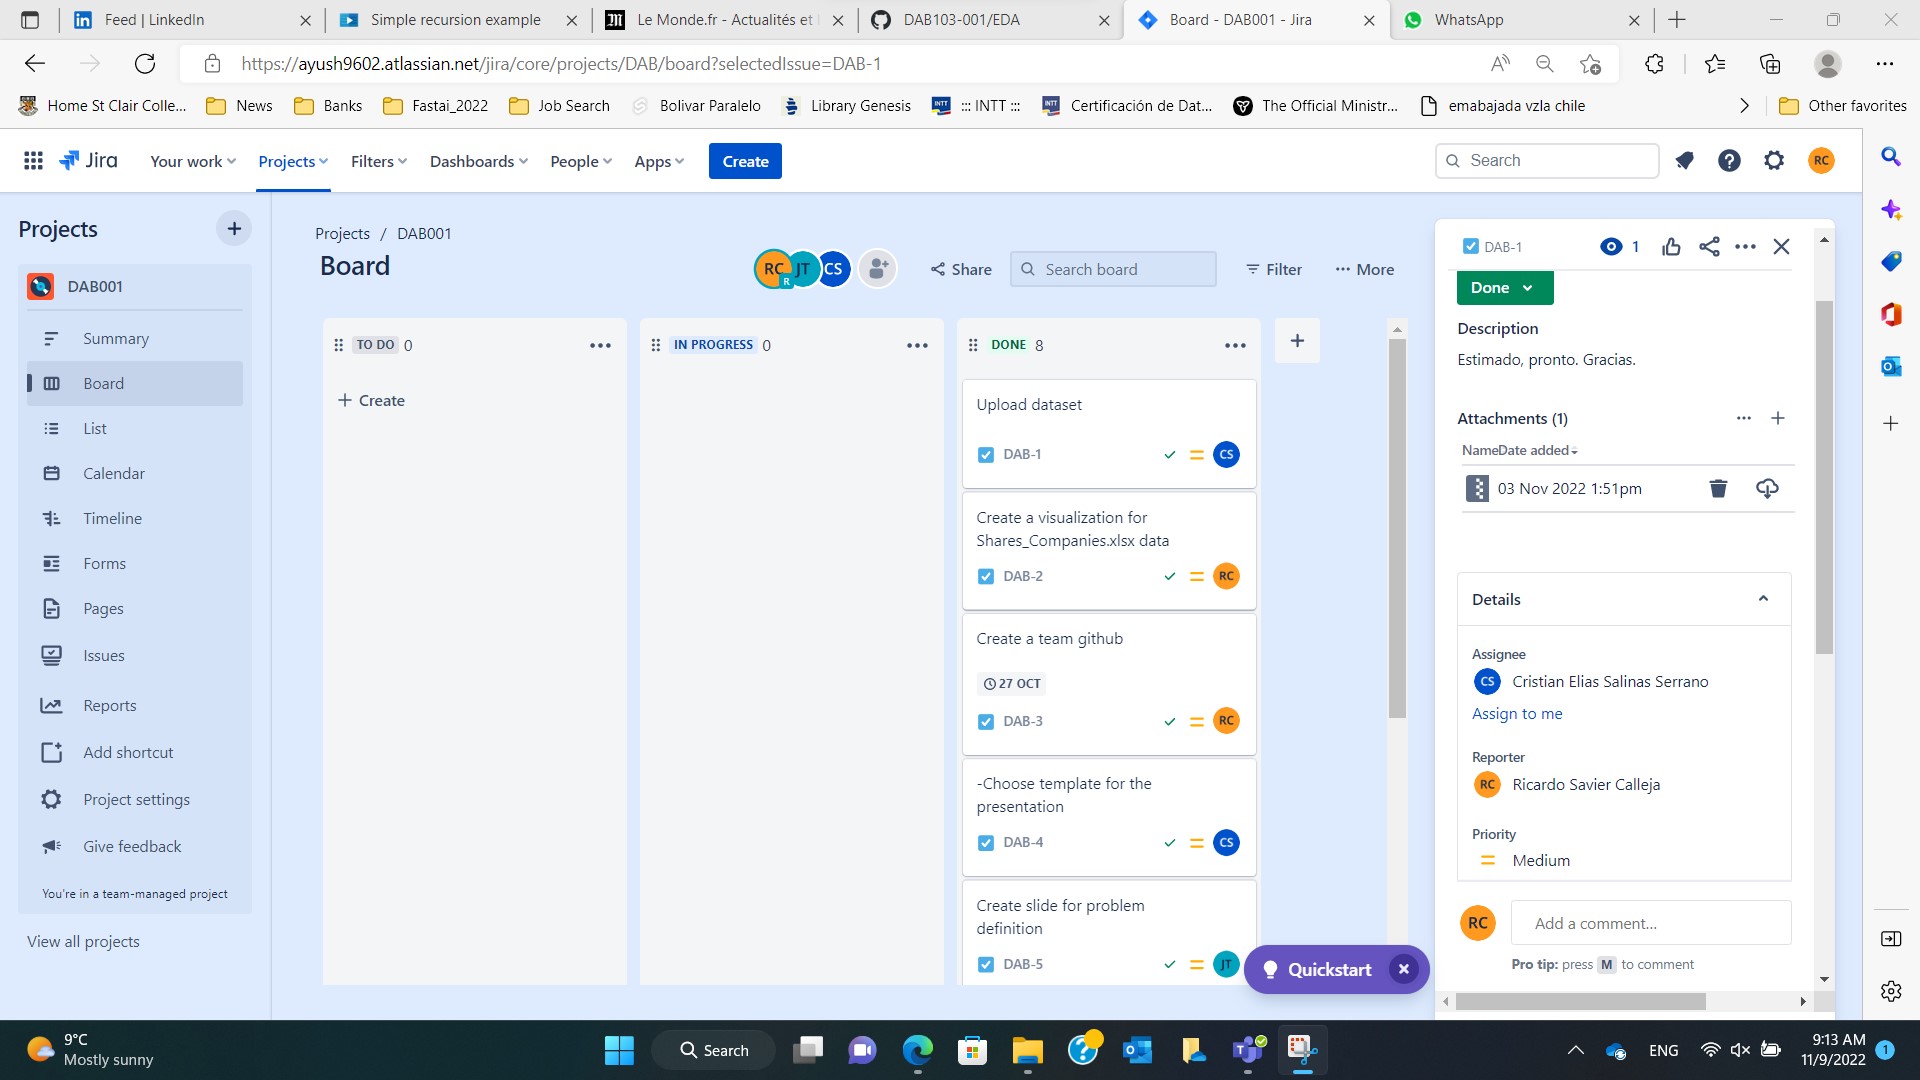 Feed | LinkedIn
Simple recursion example
Le Monde.fr - Actualités et
DAB103-001/EDA
Board - DAB001 - Jira
WhatsApp
https://ayush9602.atlassian.net/jira/core/projects/DAB/board?selectedIssue=DAB-1
Home St Clair Colle...
News
Banks
Fastai_2022
Job Search
Bolivar Paralelo
Library Genesis
::: INTT :::
Certificación de Dat...
The Official Ministr...
emabajada vzla chile
Other favorites
Jira
Your work
Projects
Filters
Dashboards
People
Apps
Create
Search
RC
Projects
DAB001
Summary
Board
List
Calendar
Timeline
Forms
Pages
Issues
Reports
Add shortcut
Project settings
Give feedback
You're in a team-managed project
View all projects
Projects / DAB001
Board
RC
R
JT
CS
Share
Search board
Filter
More
TO DO 0
Create
IN PROGRESS 0
DONE 8
Upload dataset
DAB-1
CS
Create a visualization for
Shares_Companies.xlsx data
DAB-2
RC
Create a team github
27 OCT
DAB-3
RC
-Choose template for the
presentation
DAB-4
CS
Create slide for problem
definition
DAB-5
JT
Quickstart
DAB-1
1
Done
Description
Estimado, pronto. Gracias.
Attachments (1)
NameDate added
03 Nov 2022 1:51pm
Details
Assignee
CS Cristian Elias Salinas Serrano
Assign to me
Reporter
RC Ricardo Savier Calleja
Priority
Medium
RC
Add a comment...
Pro tip: press M to comment
9°C
Mostly sunny
Search
ENG
9:13 AM
11/9/2022
1